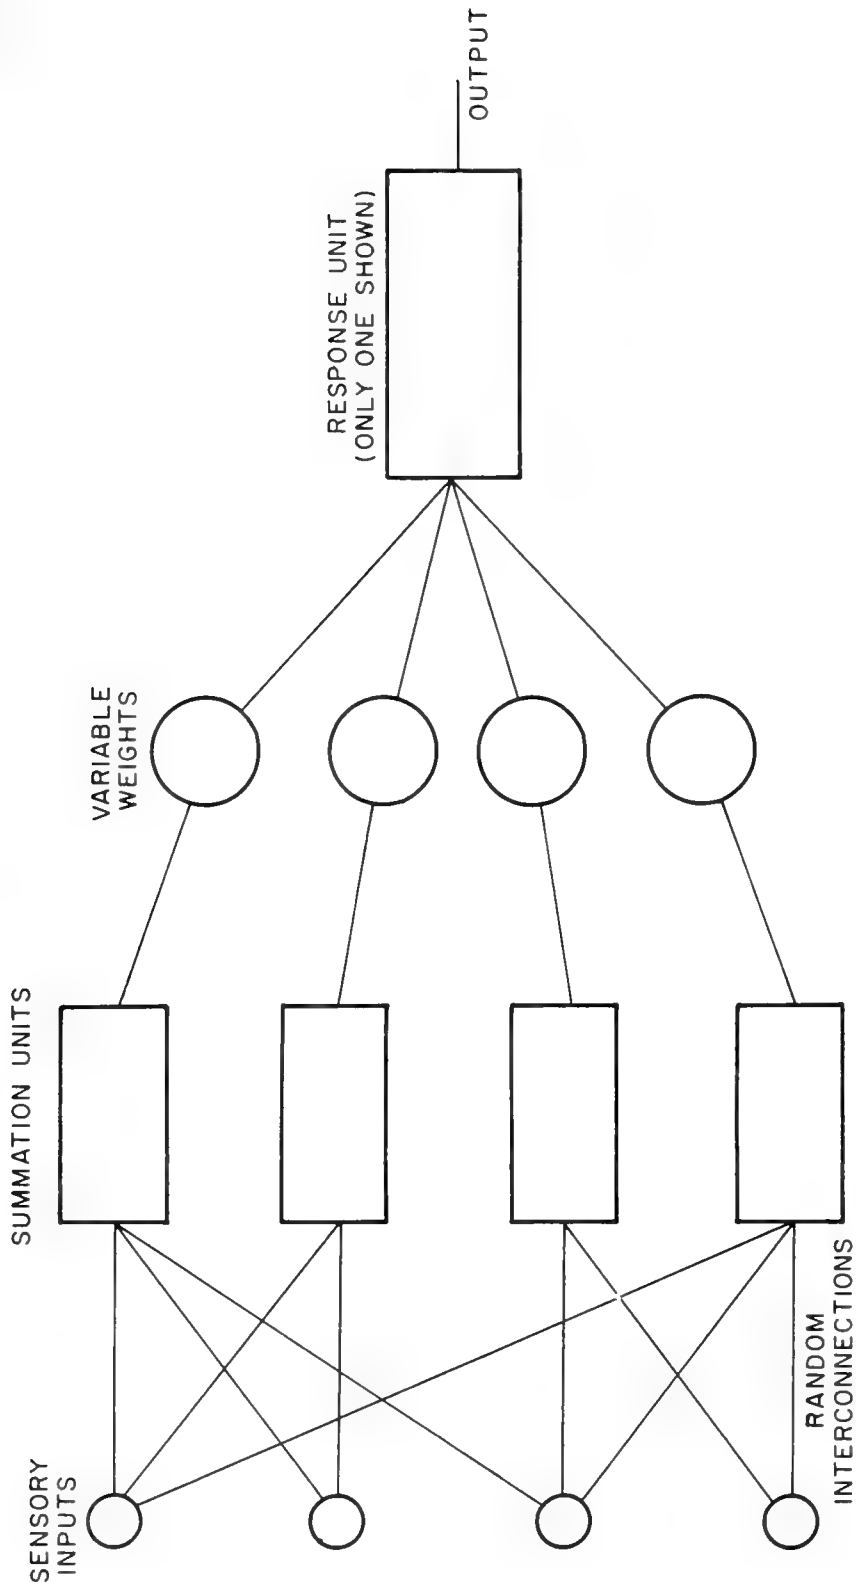 SENSORY
INPUTS
SUMMATION UNITS
RANDOM
INTERCONNECTIONS
VARIABLE
WEIGHTS
RESPONSE UNIT
(ONLY ONE SHOWN)
OUTPUT